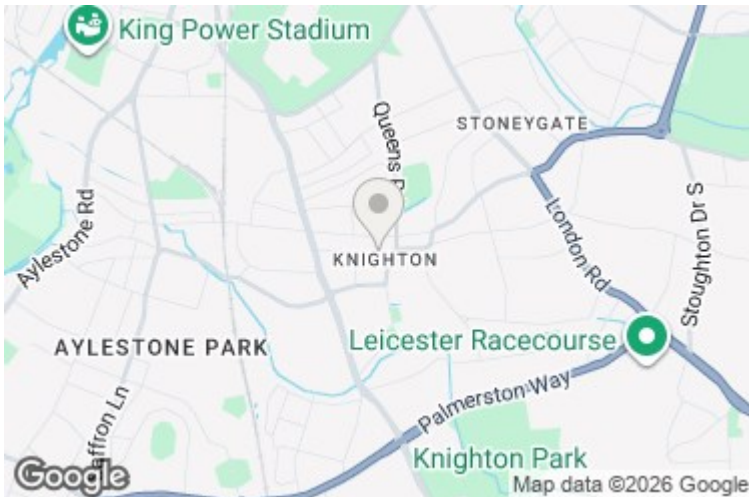 King Power Stadium
STONEYGATE
Queens
Aylestone Rd
KNIGHTON
London Rd
Stoughton Dr S
Leicester Racecourse
AYLESTONE PARK
Palmerston Way
Knighton Park
Google
Map data ©2026 Google